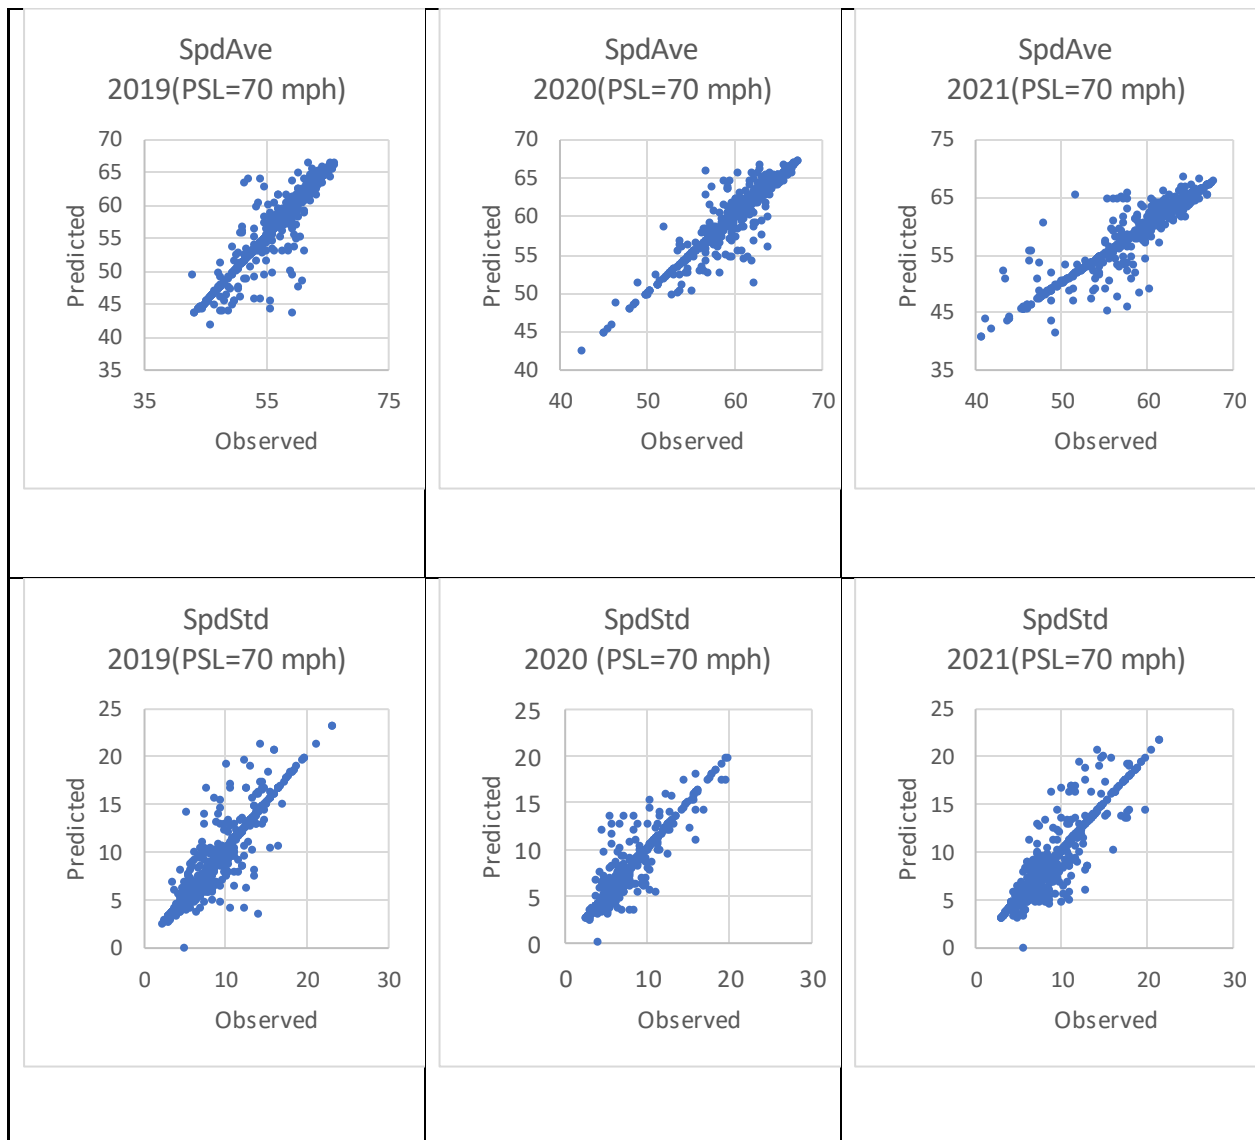 SpdAve
2019(PSL=70 mph)
70
65
60
55
50
45
40
35
35 55 75
Predicted
Observed
SpdAve
2020(PSL=70 mph)
70
65
60
55
50
45
40
40 50 60 70
Predicted
Observed
SpdAve
2021(PSL=70 mph)
75
65
55
45
35
40 50 60 70
Predicted
Observed
SpdStd
2019(PSL=70 mph)
25
20
15
10
5
0
0 10 20 30
Predicted
Observed
SpdStd
2020 (PSL=70 mph)
25
20
15
10
5
0
0 10 20 30
Predicted
Observed
SpdStd
2021(PSL=70 mph)
25
20
15
10
5
0
0 10 20 30
Predicted
Observed